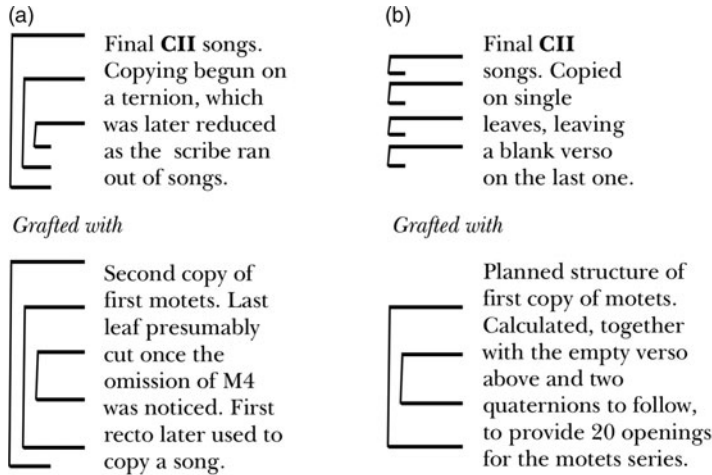 (a)
Final CII songs.
Copying begun on
a ternion, which
was later reduced
as the scribe ran
out of songs.
Grafted with
Second copy of
first motets. Last
leaf presumably
cut once the
omission of M4
was noticed. First
recto later used to
copy a song.
(b)
Final CII
songs. Copied
on single
leaves, leaving
a blank verso
on the last one.
Grafted with
Planned structure of
first copy of motets.
Calculated, together
with the empty verso
above and two
quaternions to follow,
to provide 20 openings
for the motets series.